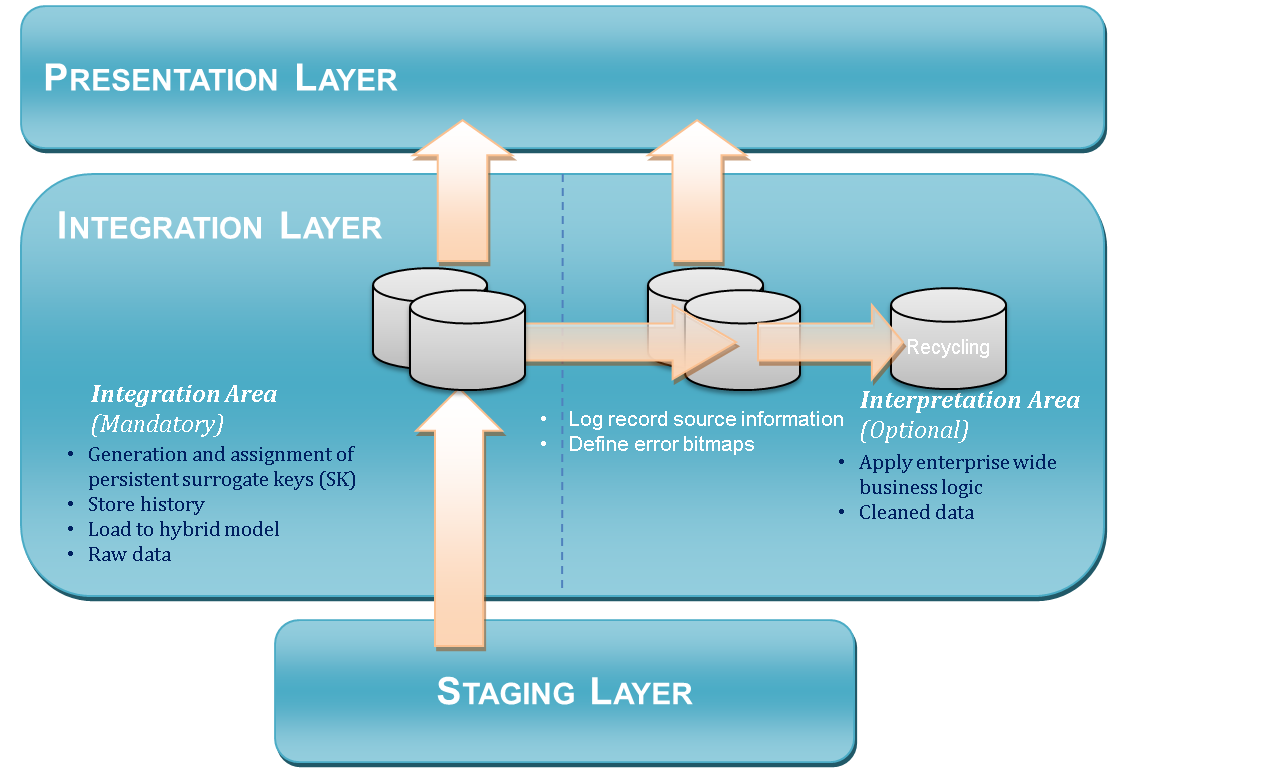 PRESENTATION LAYER
INTEGRATION LAYER
Recycling
Integration Area
(Mandatory)
• Generation and assignment of
persistent surrogate keys (SK)
• Store history
• Load to hybrid model
• Raw data
• Log record source information
• Define error bitmaps
Interpretation Area
(Optional)
• Apply enterprise wide
business logic
• Cleaned data
STAGING LAYER